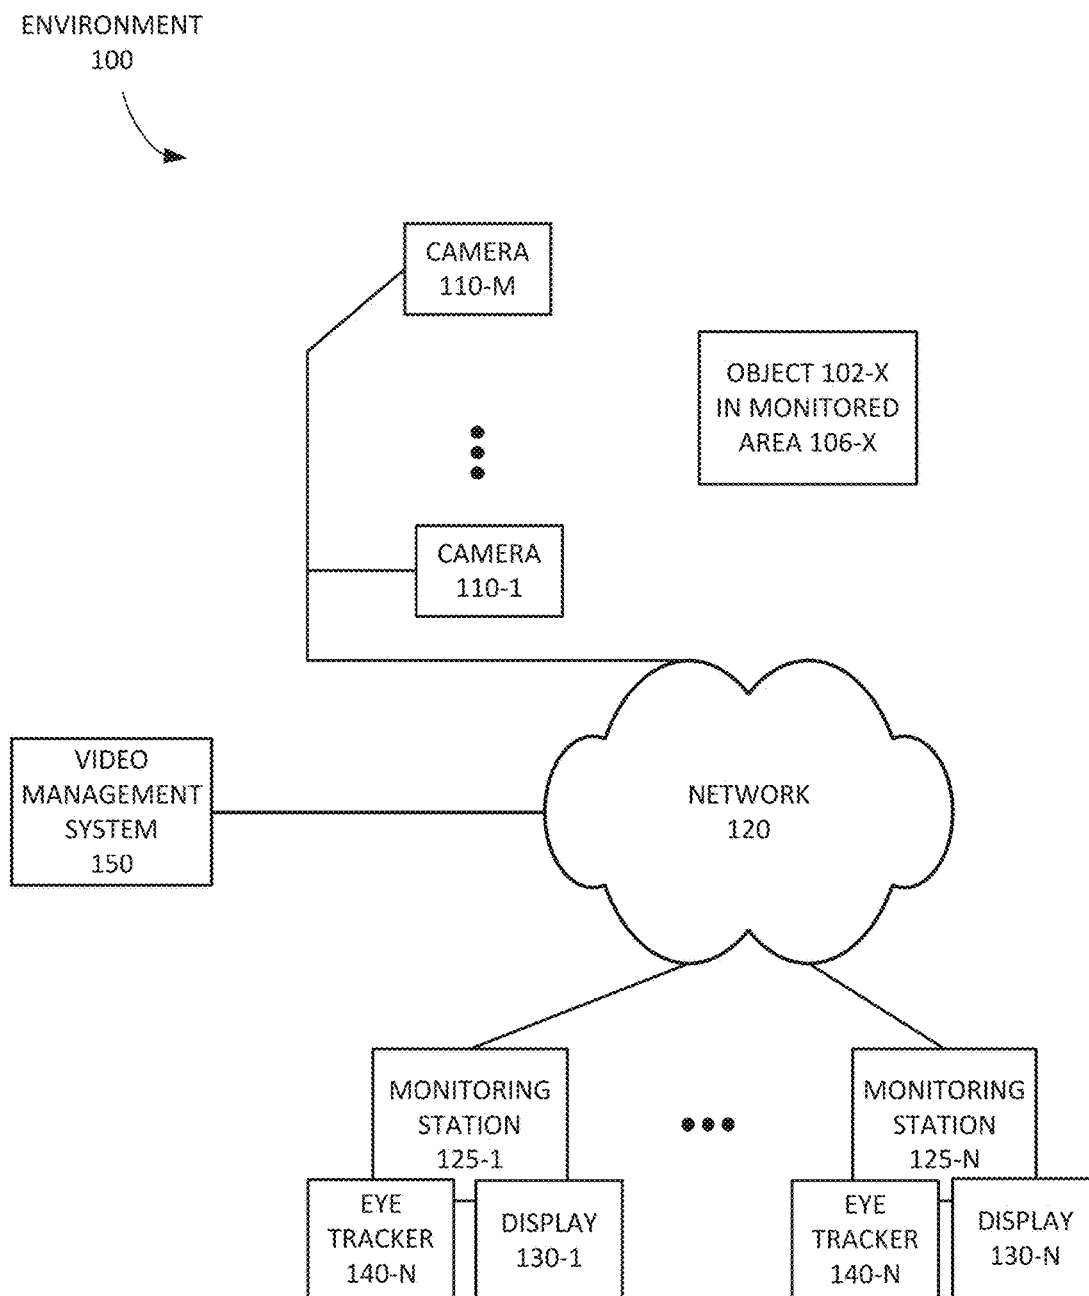 ENVIRONMENT
100
CAMERA
110-M
OBJECT 102-X
IN MONITORED
AREA 106-X
CAMERA
110-1
VIDEO
MANAGEMENT
SYSTEM
150
NETWORK
120
MONITORING
STATION
125-1
EYE
TRACKER
140-N
DISPLAY
130-1
MONITORING
STATION
125-N
EYE
TRACKER
140-N
DISPLAY
130-N